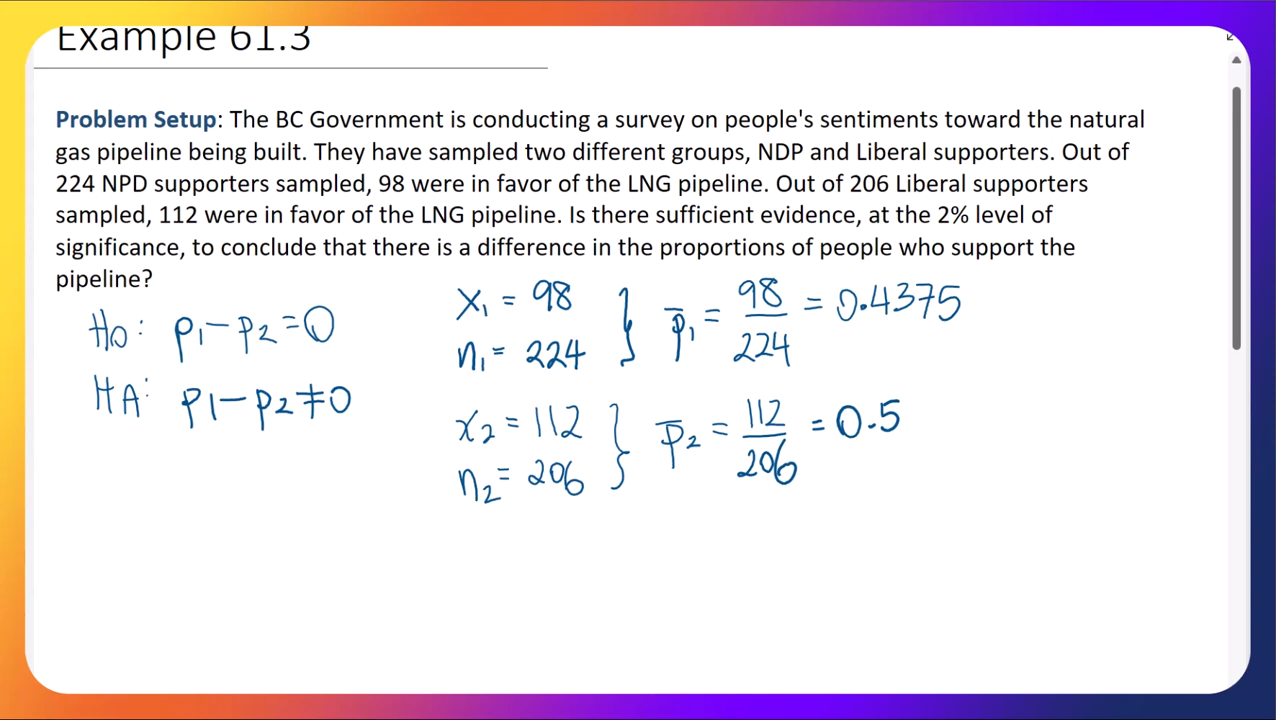 Example 61.3
Problem Setup: The BC Government is conducting a survey on people's sentiments toward the natural
gas pipeline being built. They have sampled two different groups, NDP and Liberal supporters. Out of
224 NPD supporters sampled, 98 were in favor of the LNG pipeline. Out of 206 Liberal supporters
sampled, 112 were in favor of the LNG pipeline. Is there sufficient evidence, at the 2% level of
significance, to conclude that there is a difference in the proportions of people who support the
pipeline?
H0: p1 - p2 = 0
HA: p1 - p2 ≠ 0
x1 = 98
n1 = 224
} p̅1 = 98/224 = 0.4375
x2 = 112
n2 = 206
} p̅2 = 112/206 = 0.5